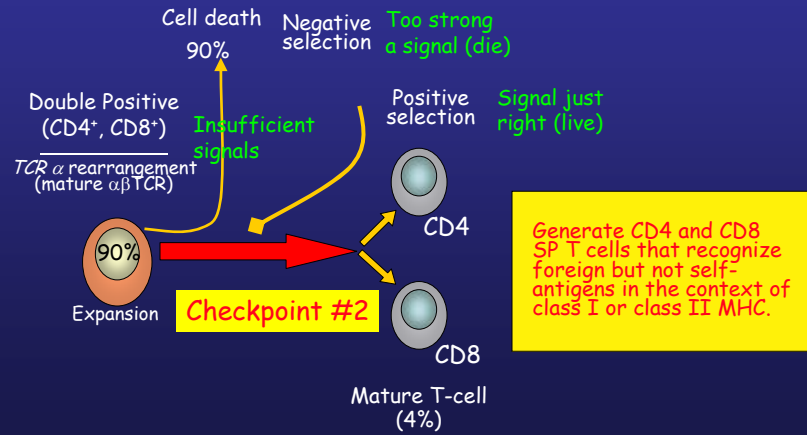 Cell death
90%
Negative
selection
Too strong
a signal (die)
Double Positive
(CD4⁺, CD8⁺)
TCR α rearrangement
(mature αβTCR)
Insufficient
signals
Positive
selection
Signal just
right (live)
CD4
90%
Expansion
Checkpoint #2
CD8
Mature T-cell
(4%)
Generate CD4 and CD8
SP T cells that recognize
foreign but not self-
antigens in the context of
class I or class II MHC.